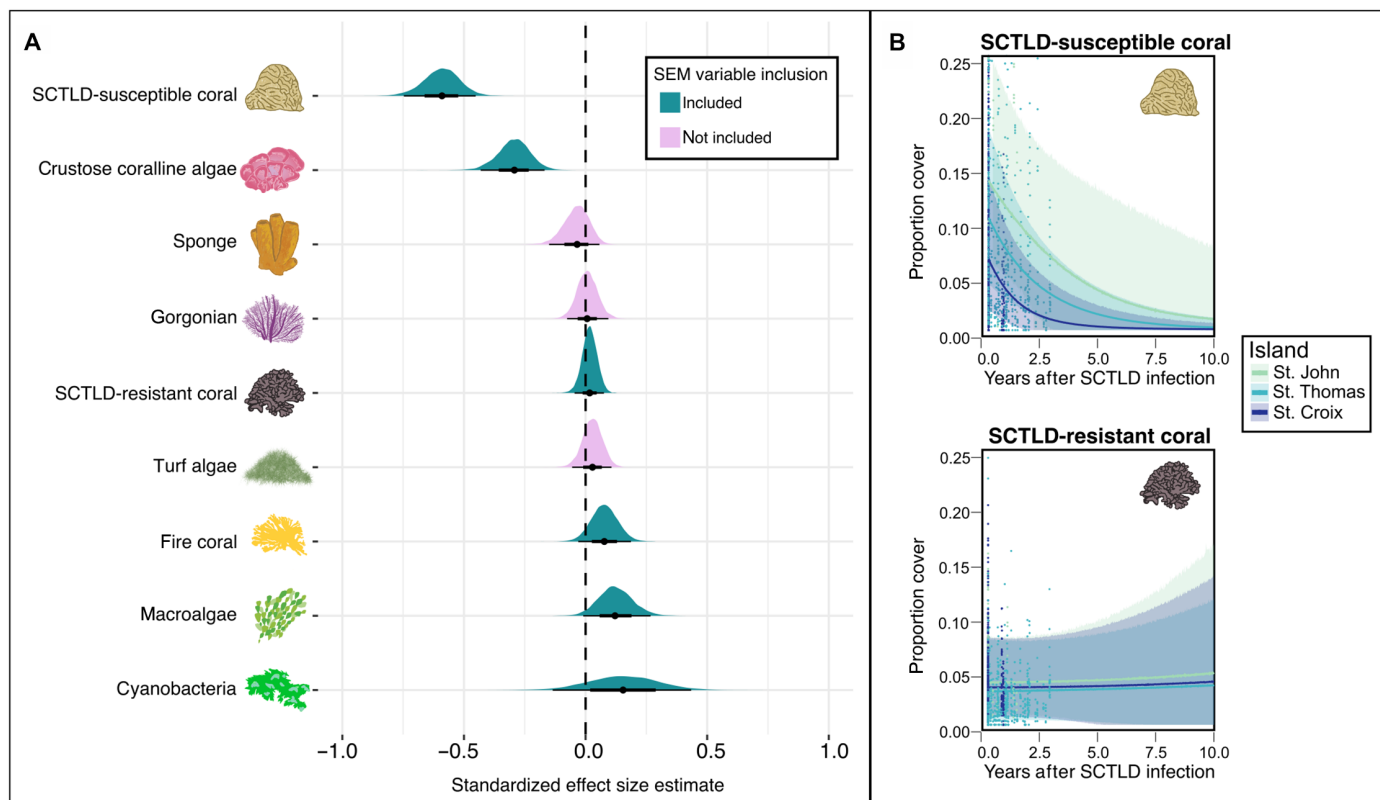 A
SCTLD-susceptible coral
Crustose coralline algae
Sponge
Gorgonian
SCTLD-resistant coral
Turf algae
Fire coral
Macroalgae
Cyanobacteria
SEM variable inclusion
Included
Not included
−1.0 −0.5 0.0 0.5 1.0
Standardized effect size estimate
B
SCTLD-susceptible coral
Proportion cover
0.25
0.20
0.15
0.10
0.05
0.00
0.0 2.5 5.0 7.5 10.0
Years after SCTLD infection
SCTLD-resistant coral
Proportion cover
0.25
0.20
0.15
0.10
0.05
0.00
0.0 2.5 5.0 7.5 10.0
Years after SCTLD infection
Island
St. John
St. Thomas
St. Croix